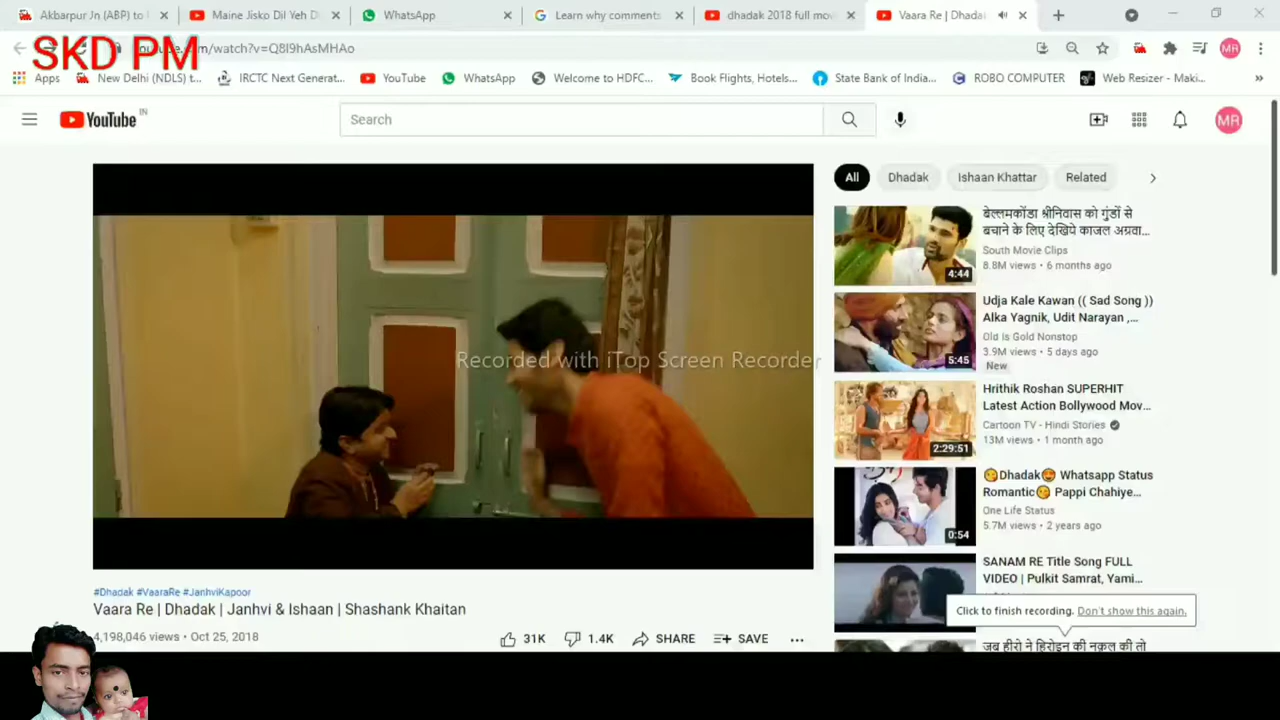 Akbarpur Jn (ABP) to
Maine Jisko Dil Yeh D
WhatsApp
Learn why comments
dhadak 2018 full mov
Vaara Re | Dhada
SKD PM
.com/watch?v=Q8I9hAsMHAo
MR
Apps
New Delhi (NDLS) t...
IRCTC Next Generat...
YouTube
WhatsApp
Welcome to HDFC...
Book Flights, Hotels...
State Bank of India...
ROBO COMPUTER
Web Resizer - Maki...
YouTube IN
Search
MR
All
Dhadak
Ishaan Khattar
Related
Recorded with iTop Screen Recorder
बेल्लमकोंडा श्रीनिवास को गुंडों से
बचाने के लिए देखिये काजल अग्रवा...
South Movie Clips
8.8M views • 6 months ago
4:44
Udja Kale Kawan (( Sad Song ))
Alka Yagnik, Udit Narayan ,...
Old is Gold Nonstop
3.9M views • 5 days ago
5:45
New
Hrithik Roshan SUPERHIT
Latest Action Bollywood Mov...
Cartoon TV - Hindi Stories
13M views • 1 month ago
2:29:51
😘Dhadak😍 Whatsapp Status
Romantic😘 Pappi Chahiye...
One Life Status
5.7M views • 2 years ago
0:54
SANAM RE Title Song FULL
VIDEO | Pulkit Samrat, Yami...
Click to finish recording. Don't show this again.
जब हीरो ने हिरोइन की नक़ल की तो
#Dhadak #VaaraRe #JanhviKapoor
Vaara Re | Dhadak | Janhvi & Ishaan | Shashank Khaitan
4,198,046 views • Oct 25, 2018
31K
1.4K
SHARE
SAVE